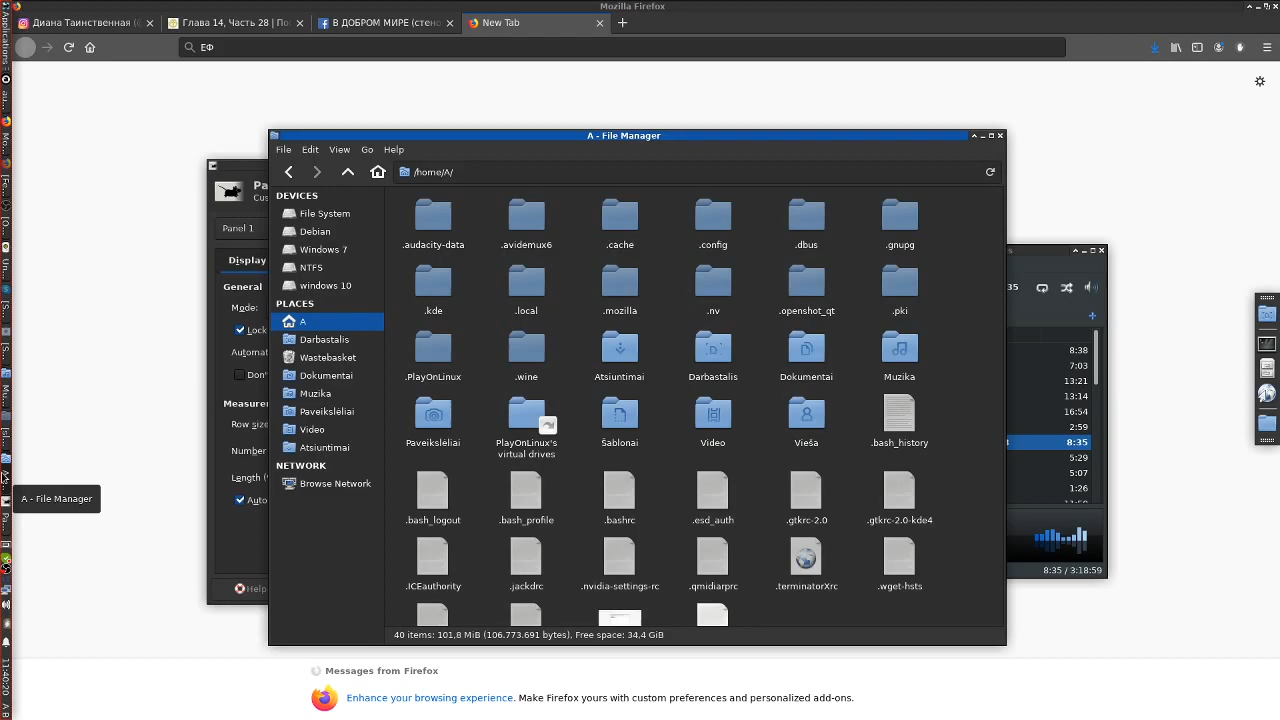 Mozilla Firefox
Диана Таинственная (
Глава 14, Часть 28 | По
В ДОБРОМ МИРЕ (стено
New Tab
ЕФ
A - File Manager
File Edit View Go Help
/home/A/
DEVICES
File System
Debian
Windows 7
NTFS
windows 10
PLACES
A
Darbastalis
Wastebasket
Dokumentai
Muzika
Paveikslėliai
Video
Atsiuntimai
NETWORK
Browse Network
.audacity-data .avidemux6 .cache .config .dbus .gnupg
.kde .local .mozilla .nv .openshot_qt .pki
.PlayOnLinux .wine Atsiuntimai Darbastalis Dokumentai Muzika
Paveikslėliai PlayOnLinux's virtual drives Šablonai Video Vieša .bash_history
.bash_logout .bash_profile .bashrc .esd_auth .gtkrc-2.0 .gtkrc-2.0-kde4
.ICEauthority .jackdrc .nvidia-settings-rc .qmidiarprc .terminatorXrc .wget-hsts
40 items: 101,8 MiB (106.773.691 bytes), Free space: 34,4 GiB
Pa
Cus
Panel 1
Display
General
Mode:
Lock
Automa
Don'
Measurer
Row size
Number
Length (
Auto
Help
A - File Manager
35
8:38
7:03
13:21
13:14
16:54
2:59
8:35
5:29
5:07
1:26
8:35 / 3:18:59
Applications
11:40:20
Messages from Firefox
Enhance your browsing experience. Make Firefox yours with custom preferences and personalized add-ons.